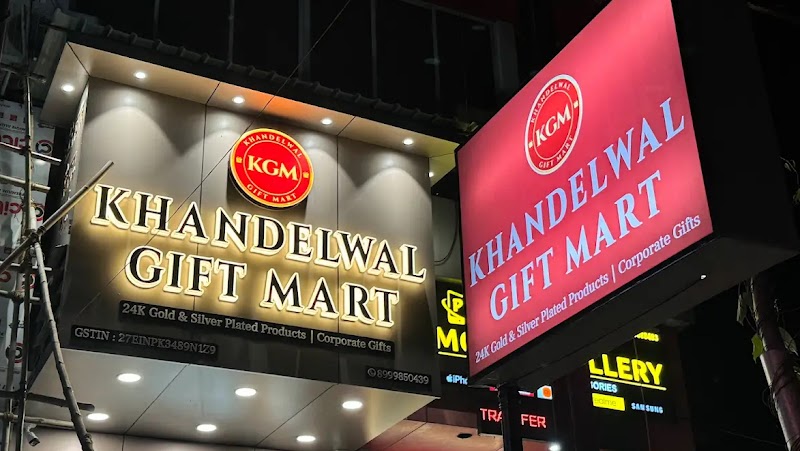 KHANDELWAL
KGM
GIFT MART
KHANDELWAL
GIFT MART
24K Gold & Silver Plated Products | Corporate Gifts
GSTIN : 27EINPK3489N1Z9
8999850439
KHANDELWAL
KGM
GIFT MART
KHANDELWAL
GIFT MART
24K Gold & Silver Plated Products | Corporate Gifts
LLERY
SAMSUNG